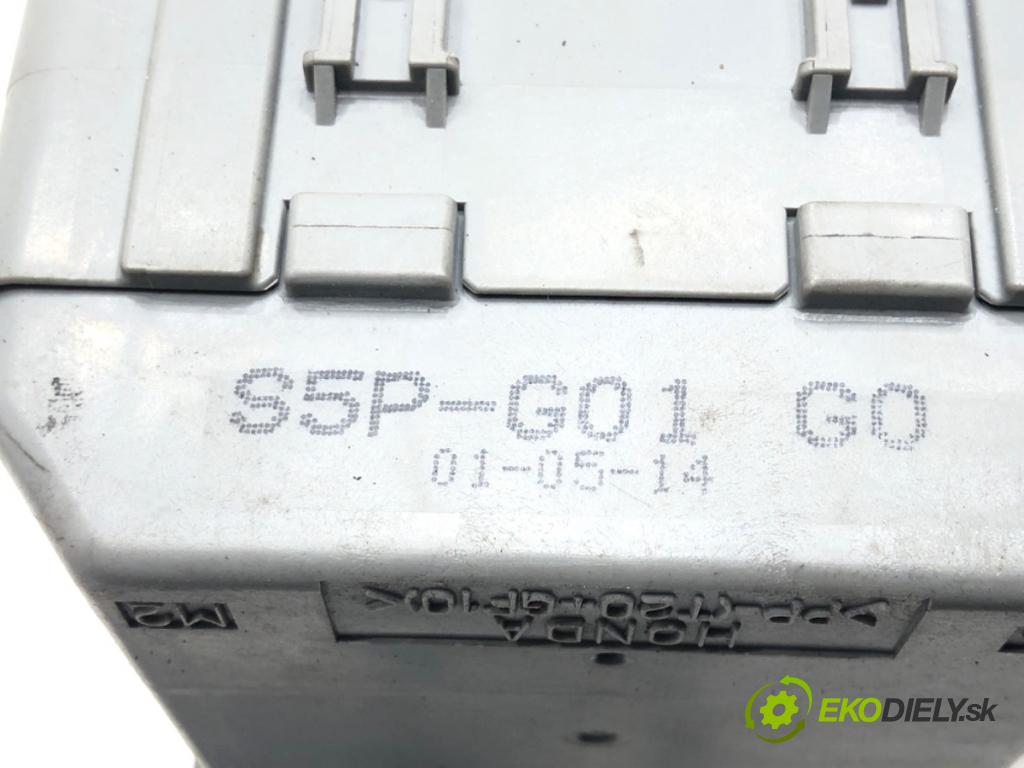 S5P-G01 G0
01-05-14
M2
HONDA
>PP-(T20+GF10)<
EKODIELY.sk